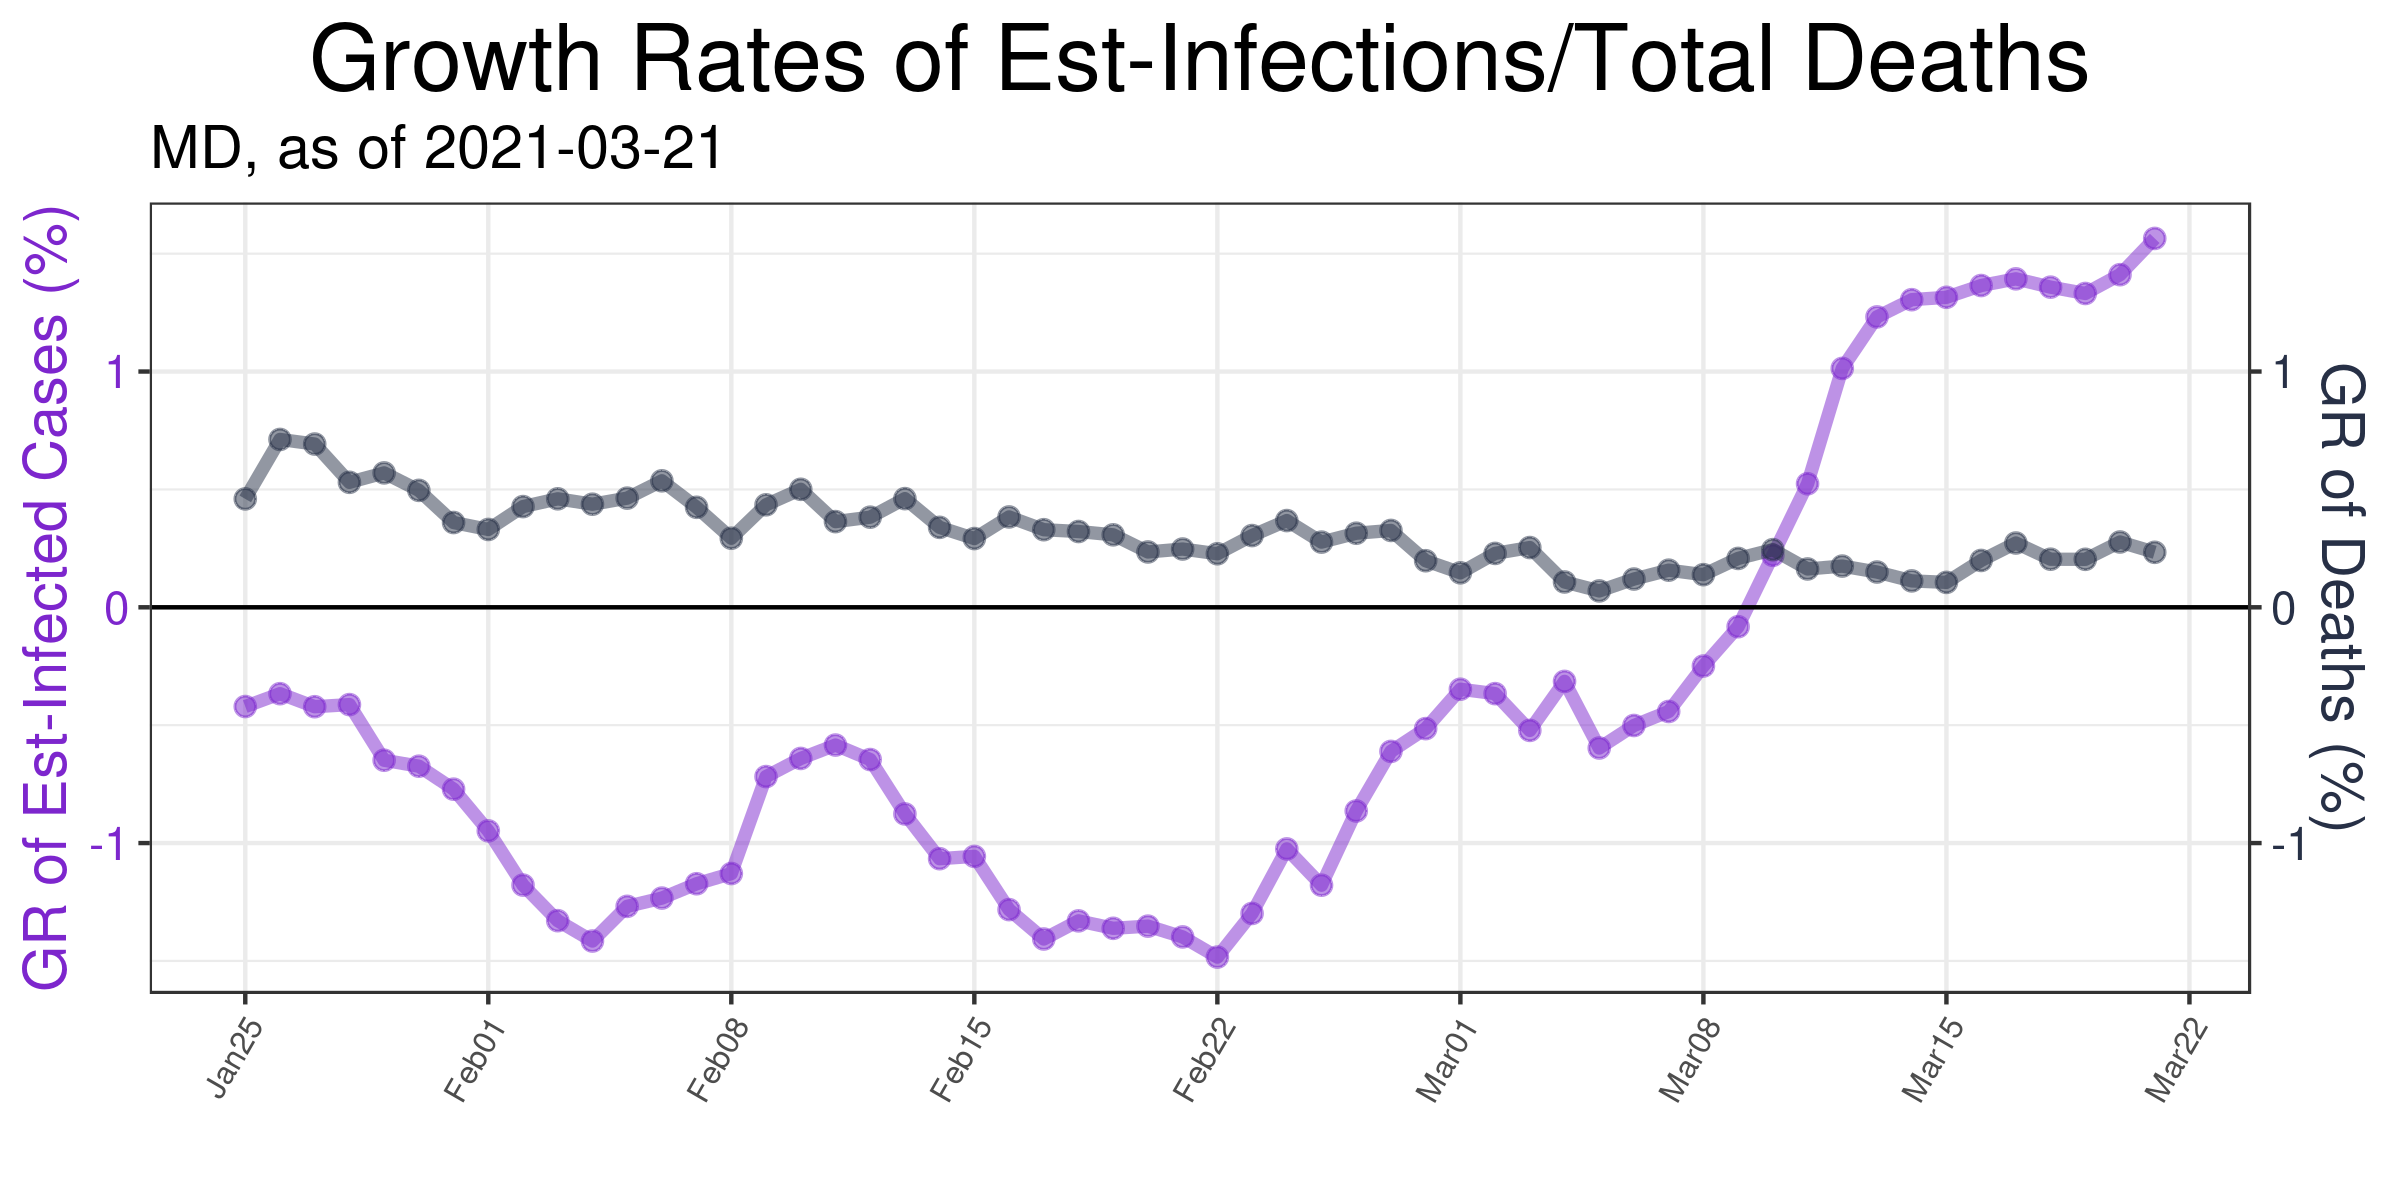 Growth Rates of Est-Infections/Total Deaths
MD, as of 2021-03-21
GR of Est-Infected Cases (%)
1
0
-1
1
0
-1
GR of Deaths (%)
Jan25
Feb01
Feb08
Feb15
Feb22
Mar01
Mar08
Mar15
Mar22